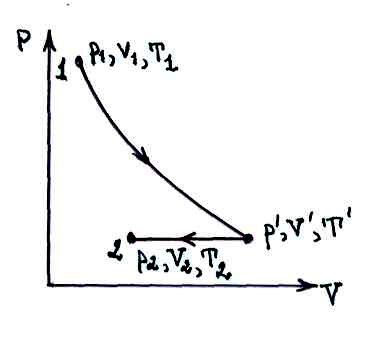 P
1
p₁, V₁, T₁
p', V', 'T'
2
p₂, V₂, T₂
V